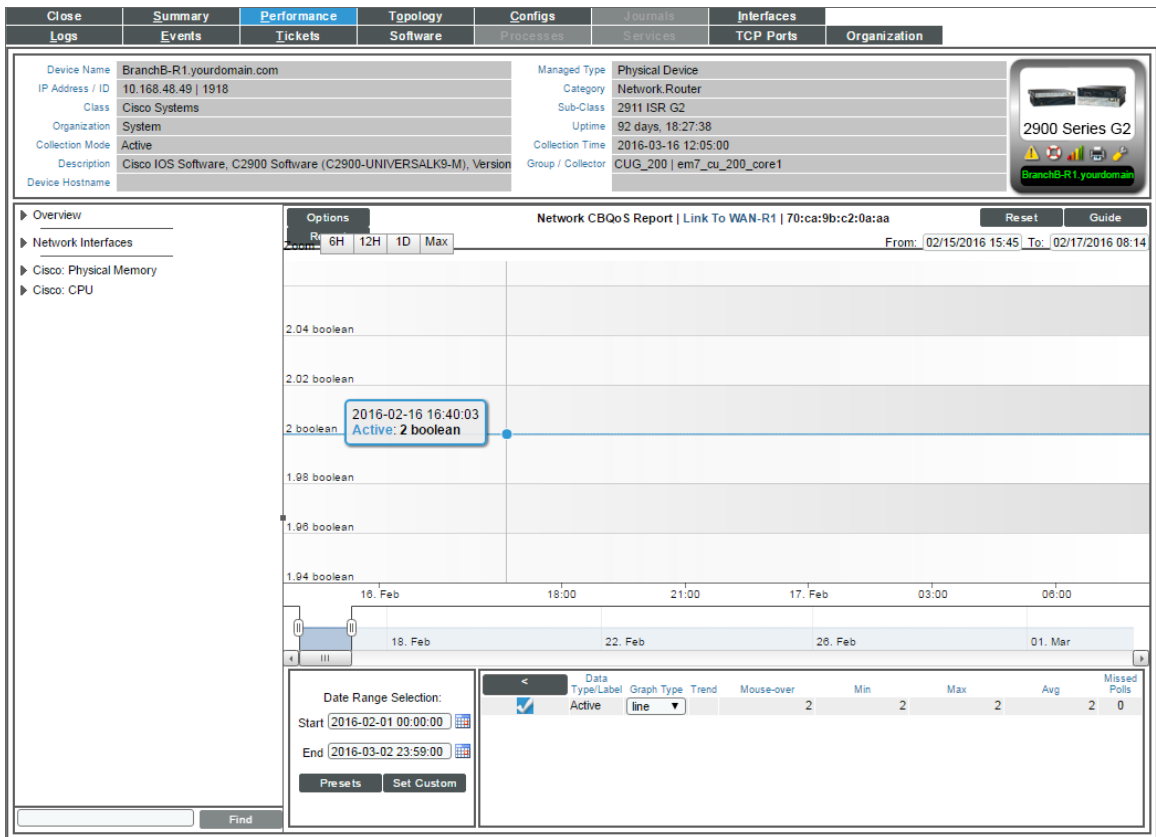 Close Summary Performance Topology Configs Journals Interfaces
Logs Events Tickets Software Processes Services TCP Ports Organization
Device Name BranchB-R1.yourdomain.com Managed Type Physical Device
IP Address / ID 10.168.48.49 | 1918 Category Network.Router
Class Cisco Systems Sub-Class 2911 ISR G2
Organization System Uptime 92 days, 18:27:38
Collection Mode Active Collection Time 2016-03-16 12:05:00
Description Cisco IOS Software, C2900 Software (C2900-UNIVERSALK9-M), Version Group / Collector CUG_200 | em7_cu_200_core1
Device Hostname
2900 Series G2
BranchB-R1.yourdomain
Overview
Network Interfaces
Cisco: Physical Memory
Cisco: CPU
Options Network CBQoS Report | Link To WAN-R1 | 70:ca:9b:c2:0a:aa Reset Guide
Zoom 6H 12H 1D Max From: 02/15/2016 15:45 To: 02/17/2016 08:14
2.04 boolean
2.02 boolean
2016-02-16 16:40:03
Active: 2 boolean
2 boolean
1.98 boolean
1.96 boolean
1.94 boolean
16. Feb 18:00 21:00 17. Feb 03:00 06:00
18. Feb 22. Feb 26. Feb 01. Mar
Date Range Selection:
Start 2016-02-01 00:00:00
End 2016-03-02 23:59:00
Presets Set Custom
< Data Type/Label Graph Type Trend Mouse-over Min Max Avg Missed Polls
Active line 2 2 2 2 0
Find